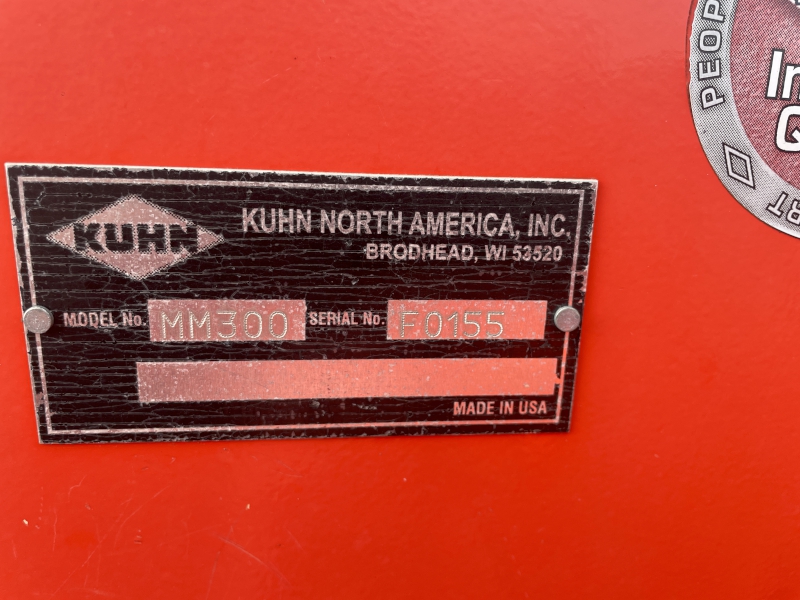 KUHN
KUHN NORTH AMERICA, INC.
BRODHEAD, WI 53520
MODEL No. MM300 SERIAL No. F0155
MADE IN USA